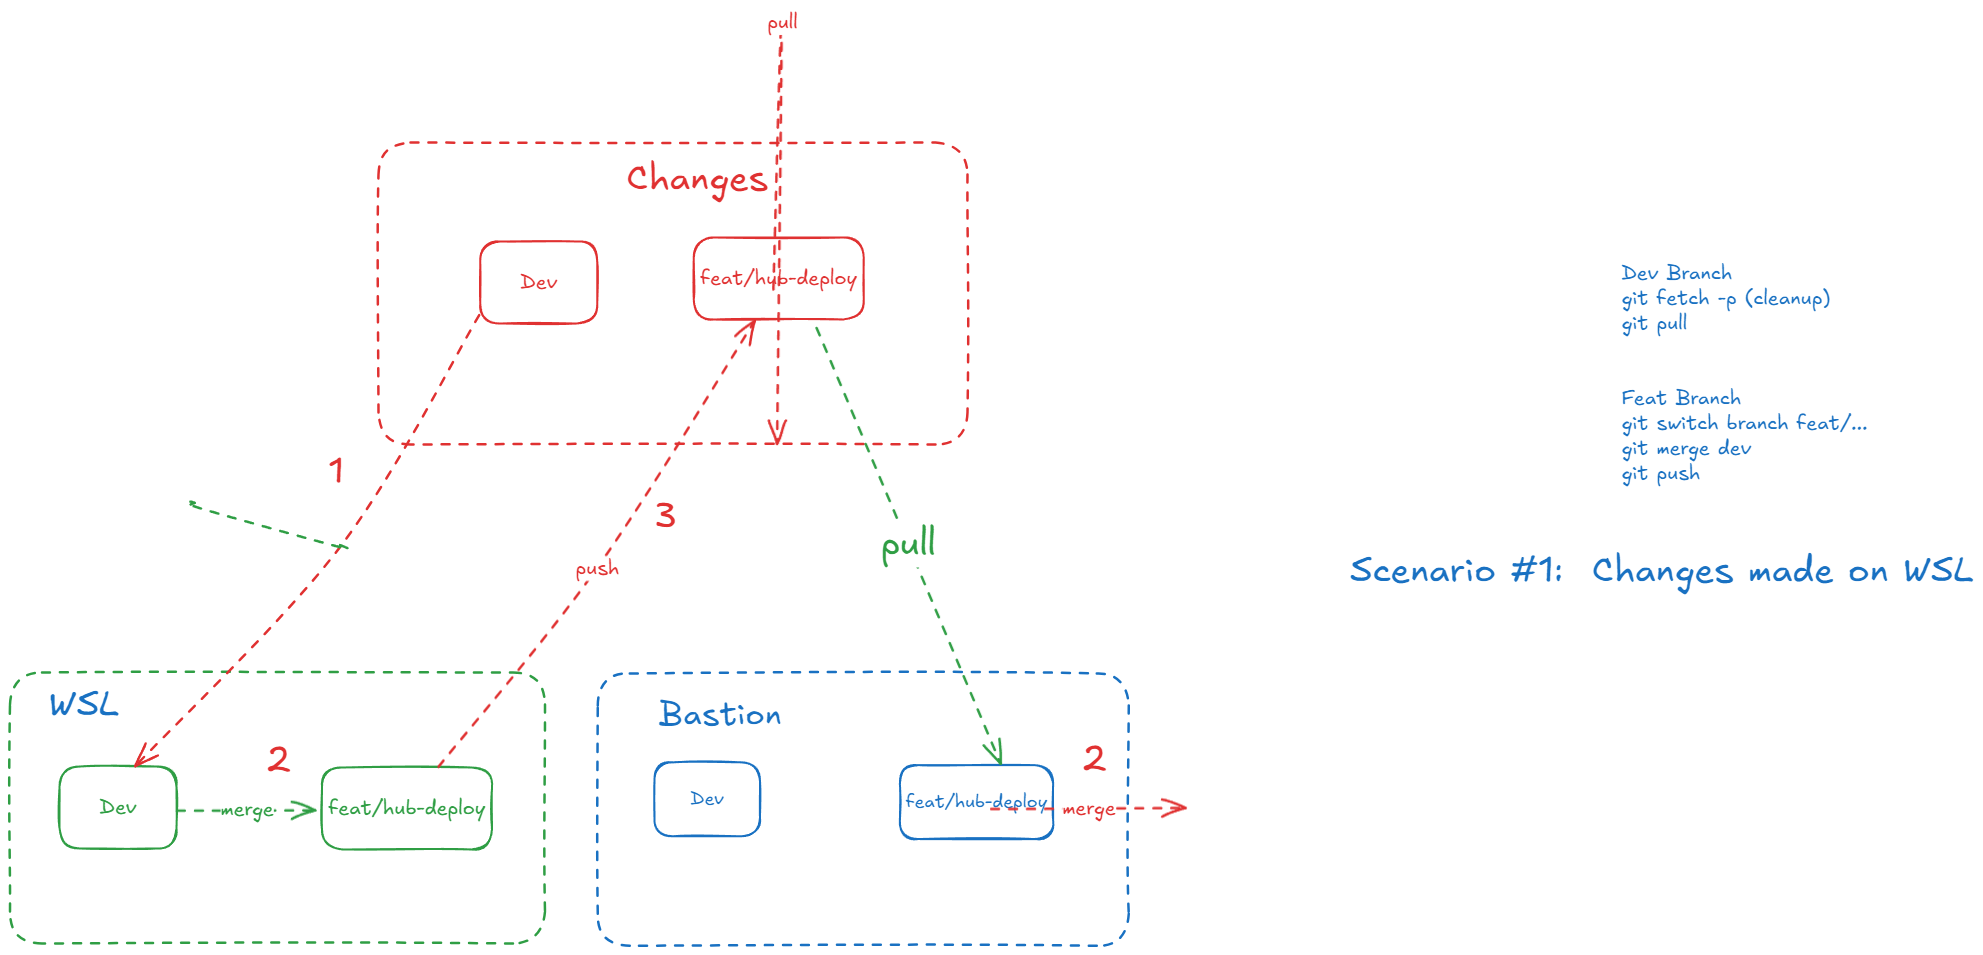 pull
Changes
Dev
feat/hub-deploy
1
3
push
pull
WSL
2
Dev
merge
feat/hub-deploy
Bastion
2
Dev
feat/hub-deploy
merge
Dev Branch
git fetch -p (cleanup)
git pull
Feat Branch
git switch branch feat/...
git merge dev
git push
Scenario #1: Changes made on WSL